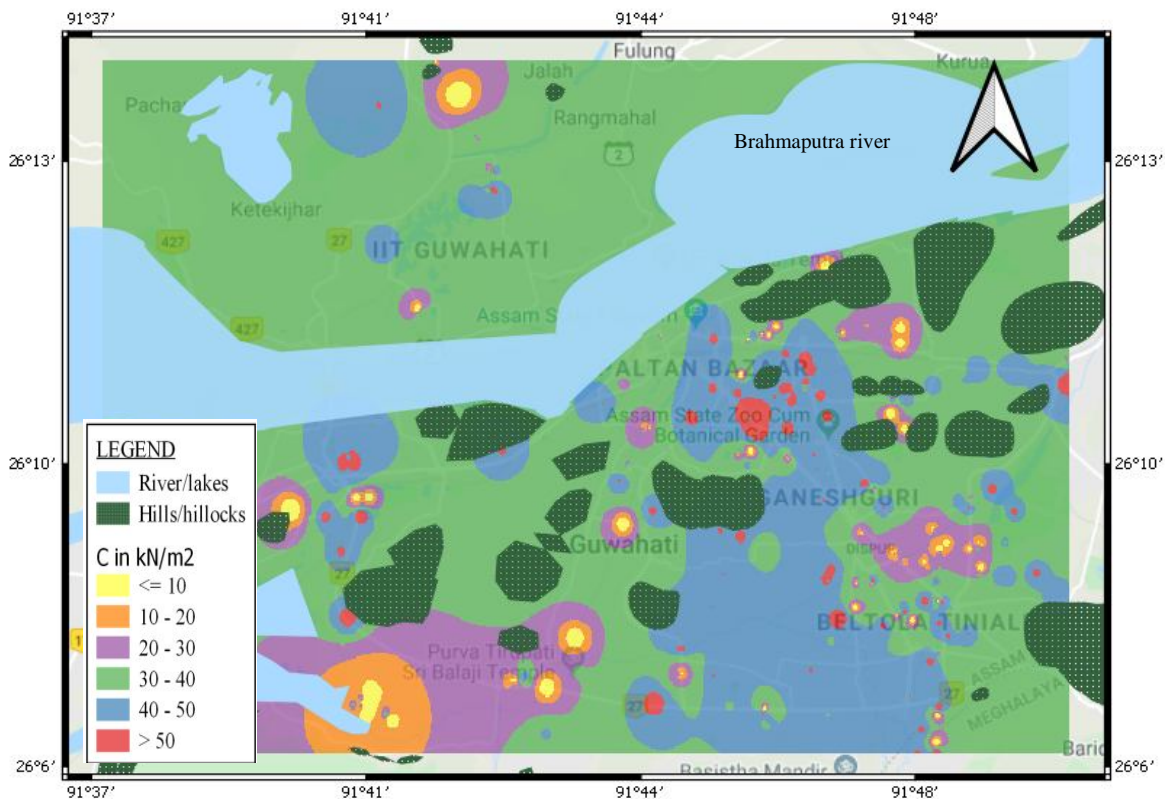 91°37′ 91°41′ 91°44′ 91°48′
Fulung
Kurua
Jalah
Rangmahal
2
Brahmaputra river
26°13′ 26°13′
Ketekijhar
427
27
IIT GUWAHATI
Assam State
427
PALTAN BAZAAR
Assam State Zoo Cum
Botanical Garden
26°10′ 26°10′
LEGEND
River/lakes
Hills/hillocks
C in kN/m2
<= 10
10 - 20
20 - 30
30 - 40
40 - 50
> 50
GANESHGURI
Guwahati
DISPUR
27
BELTOLA TINIALI
Purva Tirupati
Sri Balaji Temple
ASSAM
MEGHALAYA
27
27
Basistha Mandir
26°6′ 26°6′
91°37′ 91°41′ 91°44′ 91°48′